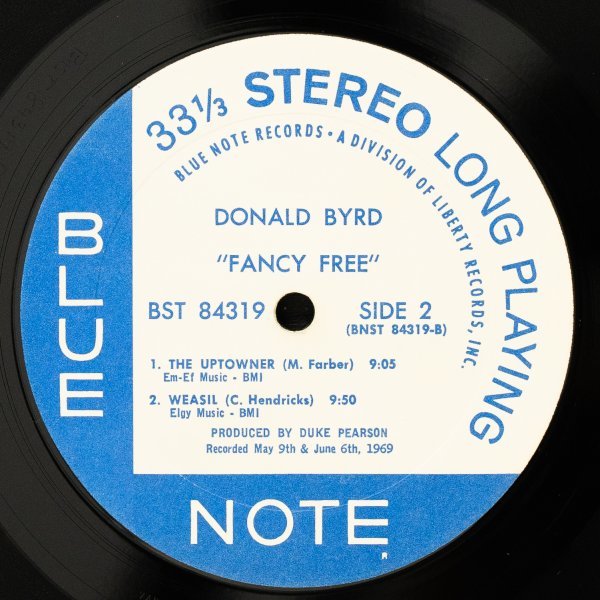 33⅓ STEREO LONG PLAYING
BLUE NOTE RECORDS • A DIVISION OF LIBERTY RECORDS, INC.
DONALD BYRD
"FANCY FREE"
BST 84319
SIDE 2
(BNST 84319-B)
1. THE UPTOWNER (M. Farber) 9:05
Em-Ef Music - BMI
2. WEASIL (C. Hendricks) 9:50
Elgy Music - BMI
PRODUCED BY DUKE PEARSON
Recorded May 9th & June 6th, 1969
BLUE
NOTE